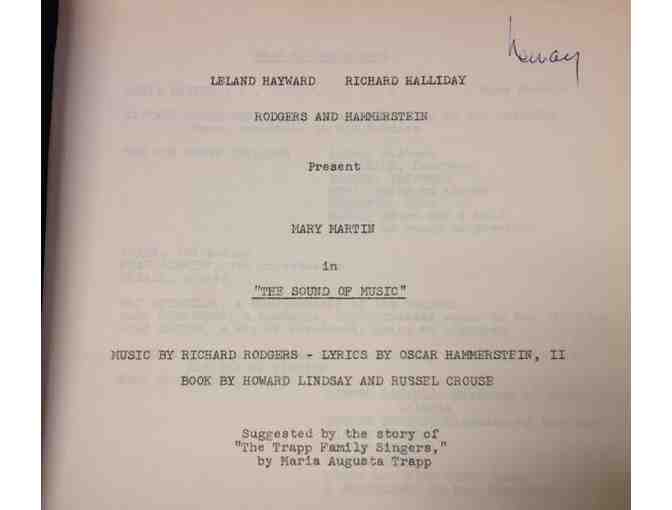 LELAND HAYWARD RICHARD HALLIDAY
RODGERS AND HAMMERSTEIN
Present
MARY MARTIN
in
"THE SOUND OF MUSIC"
MUSIC BY RICHARD RODGERS - LYRICS BY OSCAR HAMMERSTEIN, II
BOOK BY HOWARD LINDSAY AND RUSSEL CROUSE
Suggested by the story of
"The Trapp Family Singers,"
by Maria Augusta Trapp